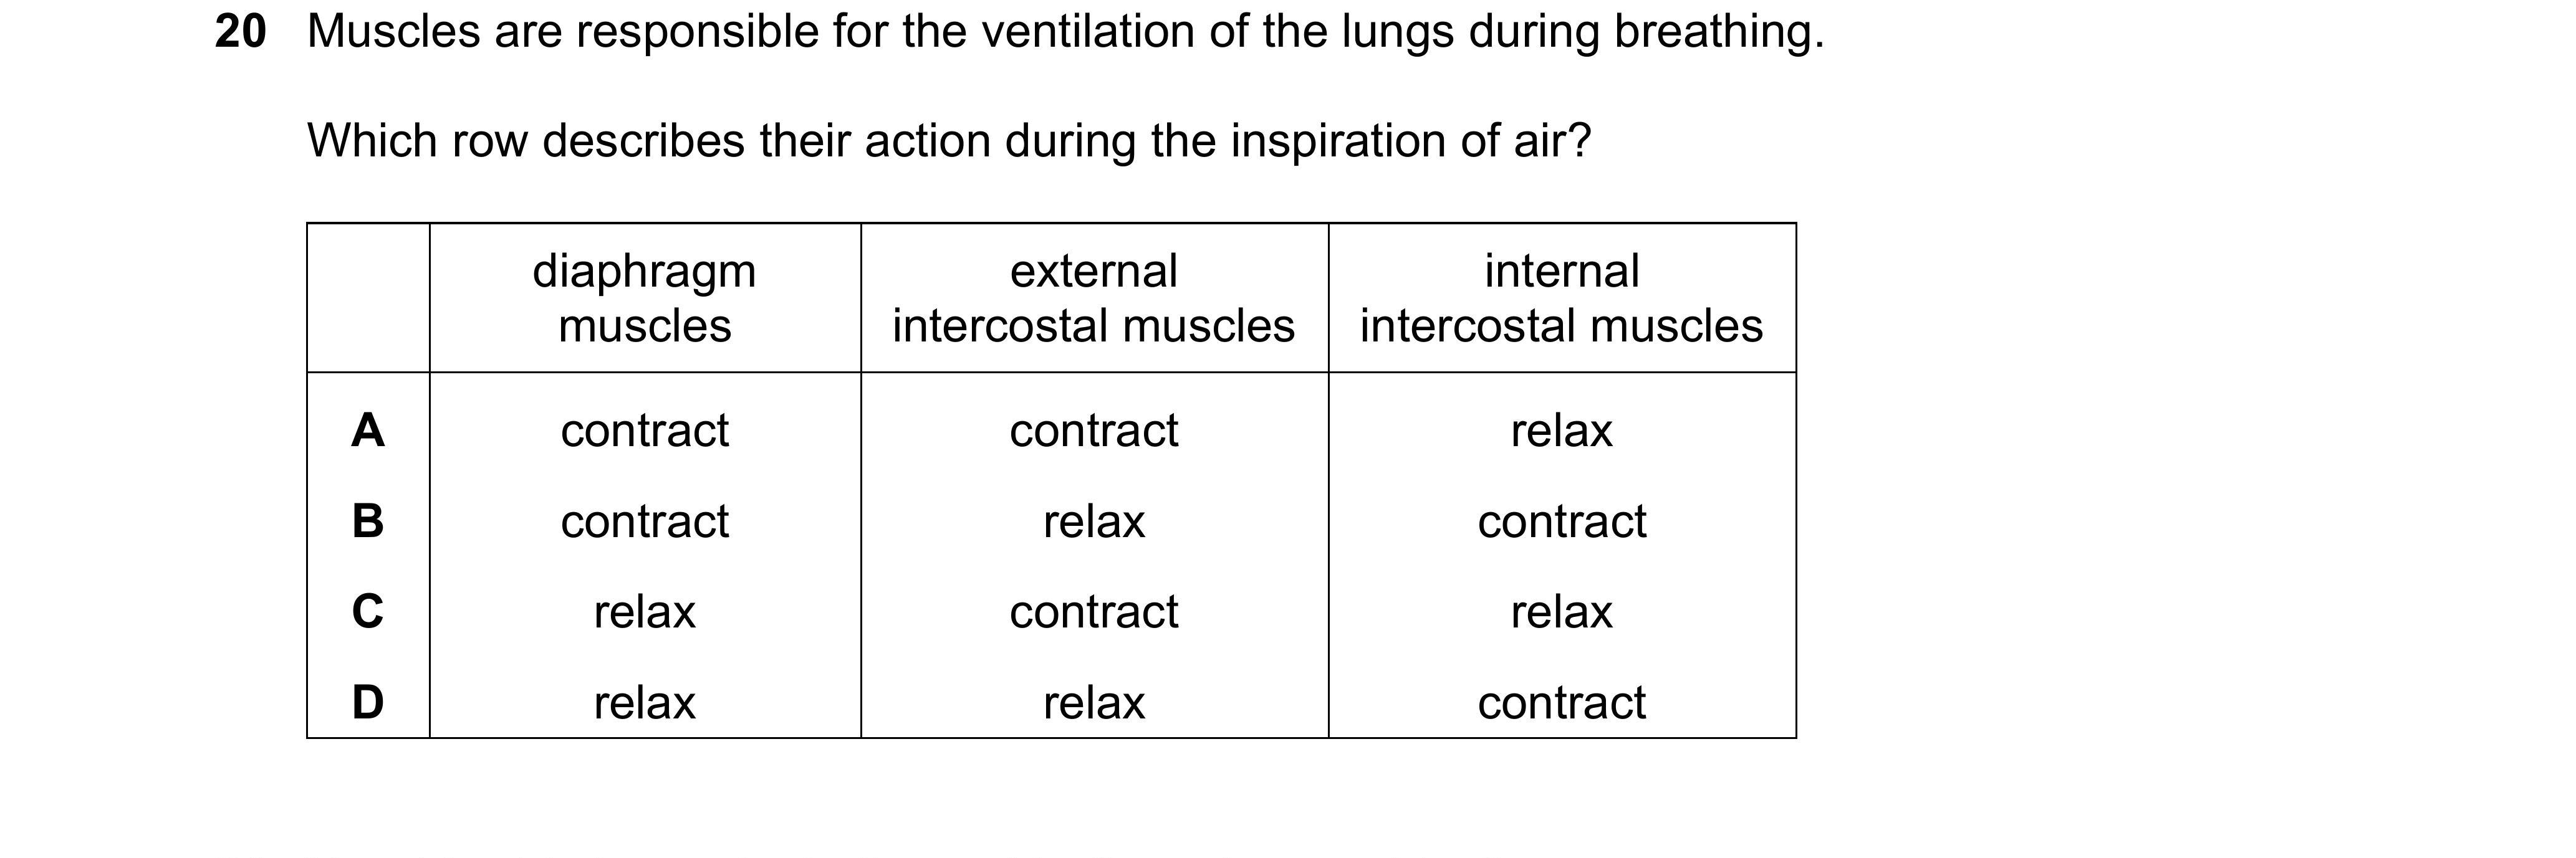 20 Muscles are responsible for the ventilation of the lungs during breathing.
Which row describes their action during the inspiration of air?
diaphragm muscles external intercostal muscles internal intercostal muscles
A contract contract relax
B contract relax contract
C relax contract relax
D relax relax contract